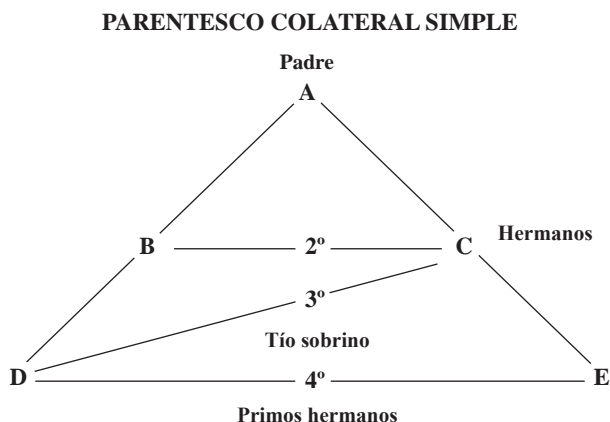 PARENTESCO COLATERAL SIMPLE
Padre
A
B 2º C Hermanos
3º
Tío sobrino
D 4º E
Primos hermanos